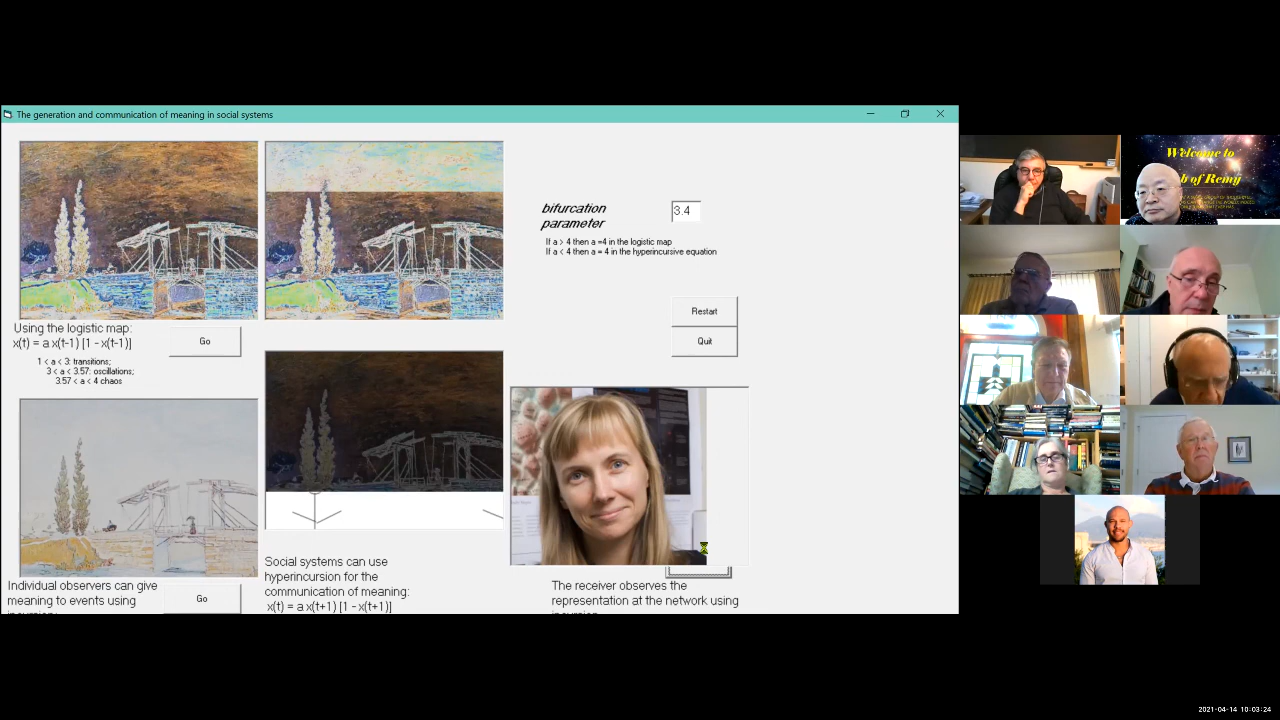 The generation and communication of meaning in social systems
bifurcation
parameter
3.4
If a > 4 then a =4 in the logistic map
If a < 4 then a = 4 in the hyperincursive equation
Restart
Quit
Using the logistic map:
x(t) = a x(t-1) [1 - x(t-1)]
Go
1 < a < 3: transitions;
3 < a < 3.57: oscillations;
3.57 < a < 4 chaos
Individual observers can give
meaning to events using
Go
Social systems can use
hyperincursion for the
communication of meaning:
x(t) = a x(t+1) [1 - x(t+1)]
The receiver observes the
representation at the network using
Welcome to
b of Remy
2021-04-14 10:03:24